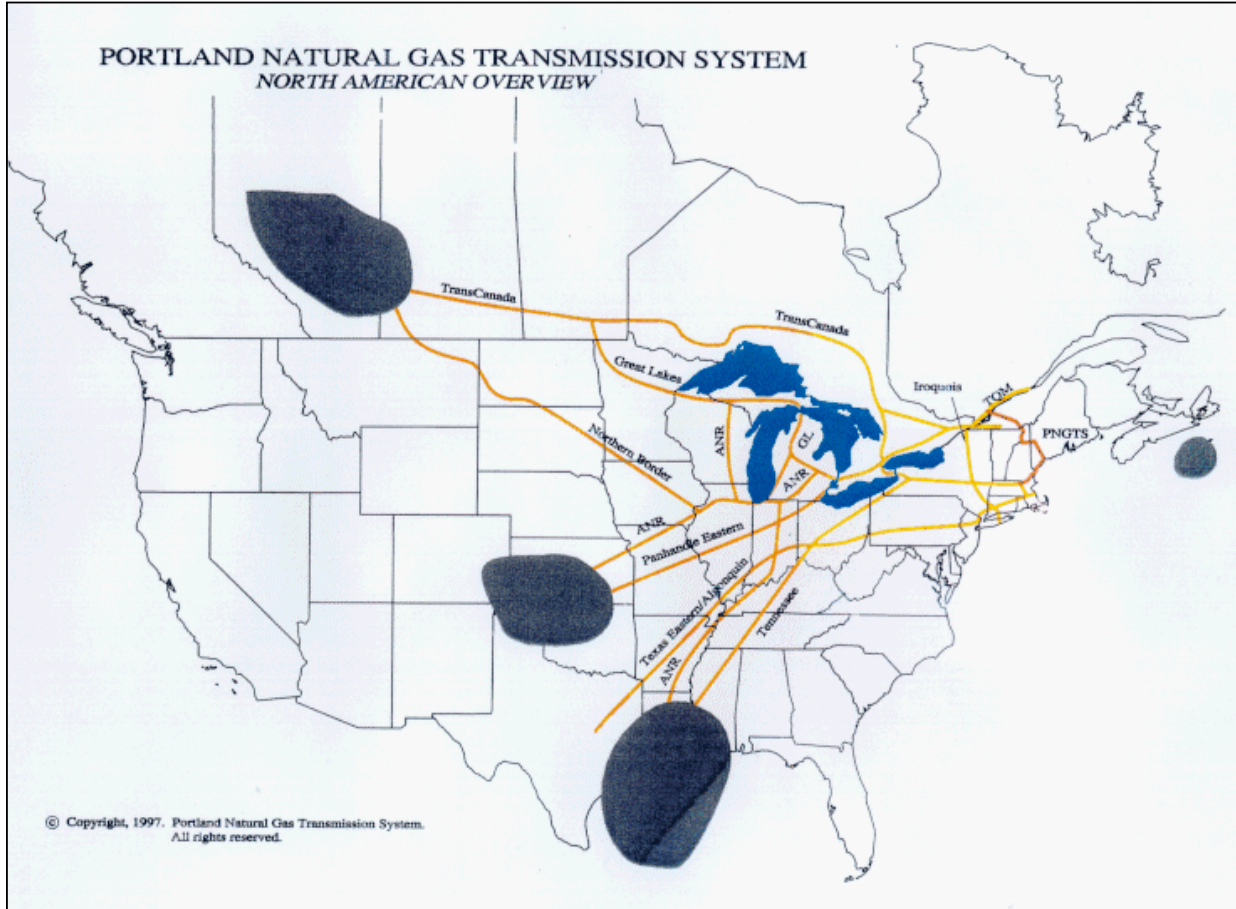 PORTLAND NATURAL GAS TRANSMISSION SYSTEM
NORTH AMERICAN OVERVIEW
TransCanada
TransCanada
Great Lakes
Iroquois
TQM
PNGTS
ANR
GL
Northern Border
ANR
ANR
Panhandle Eastern
Texas Eastern/Algonquin
Tennessee
ANR
© Copyright, 1997. Portland Natural Gas Transmission System.
All rights reserved.